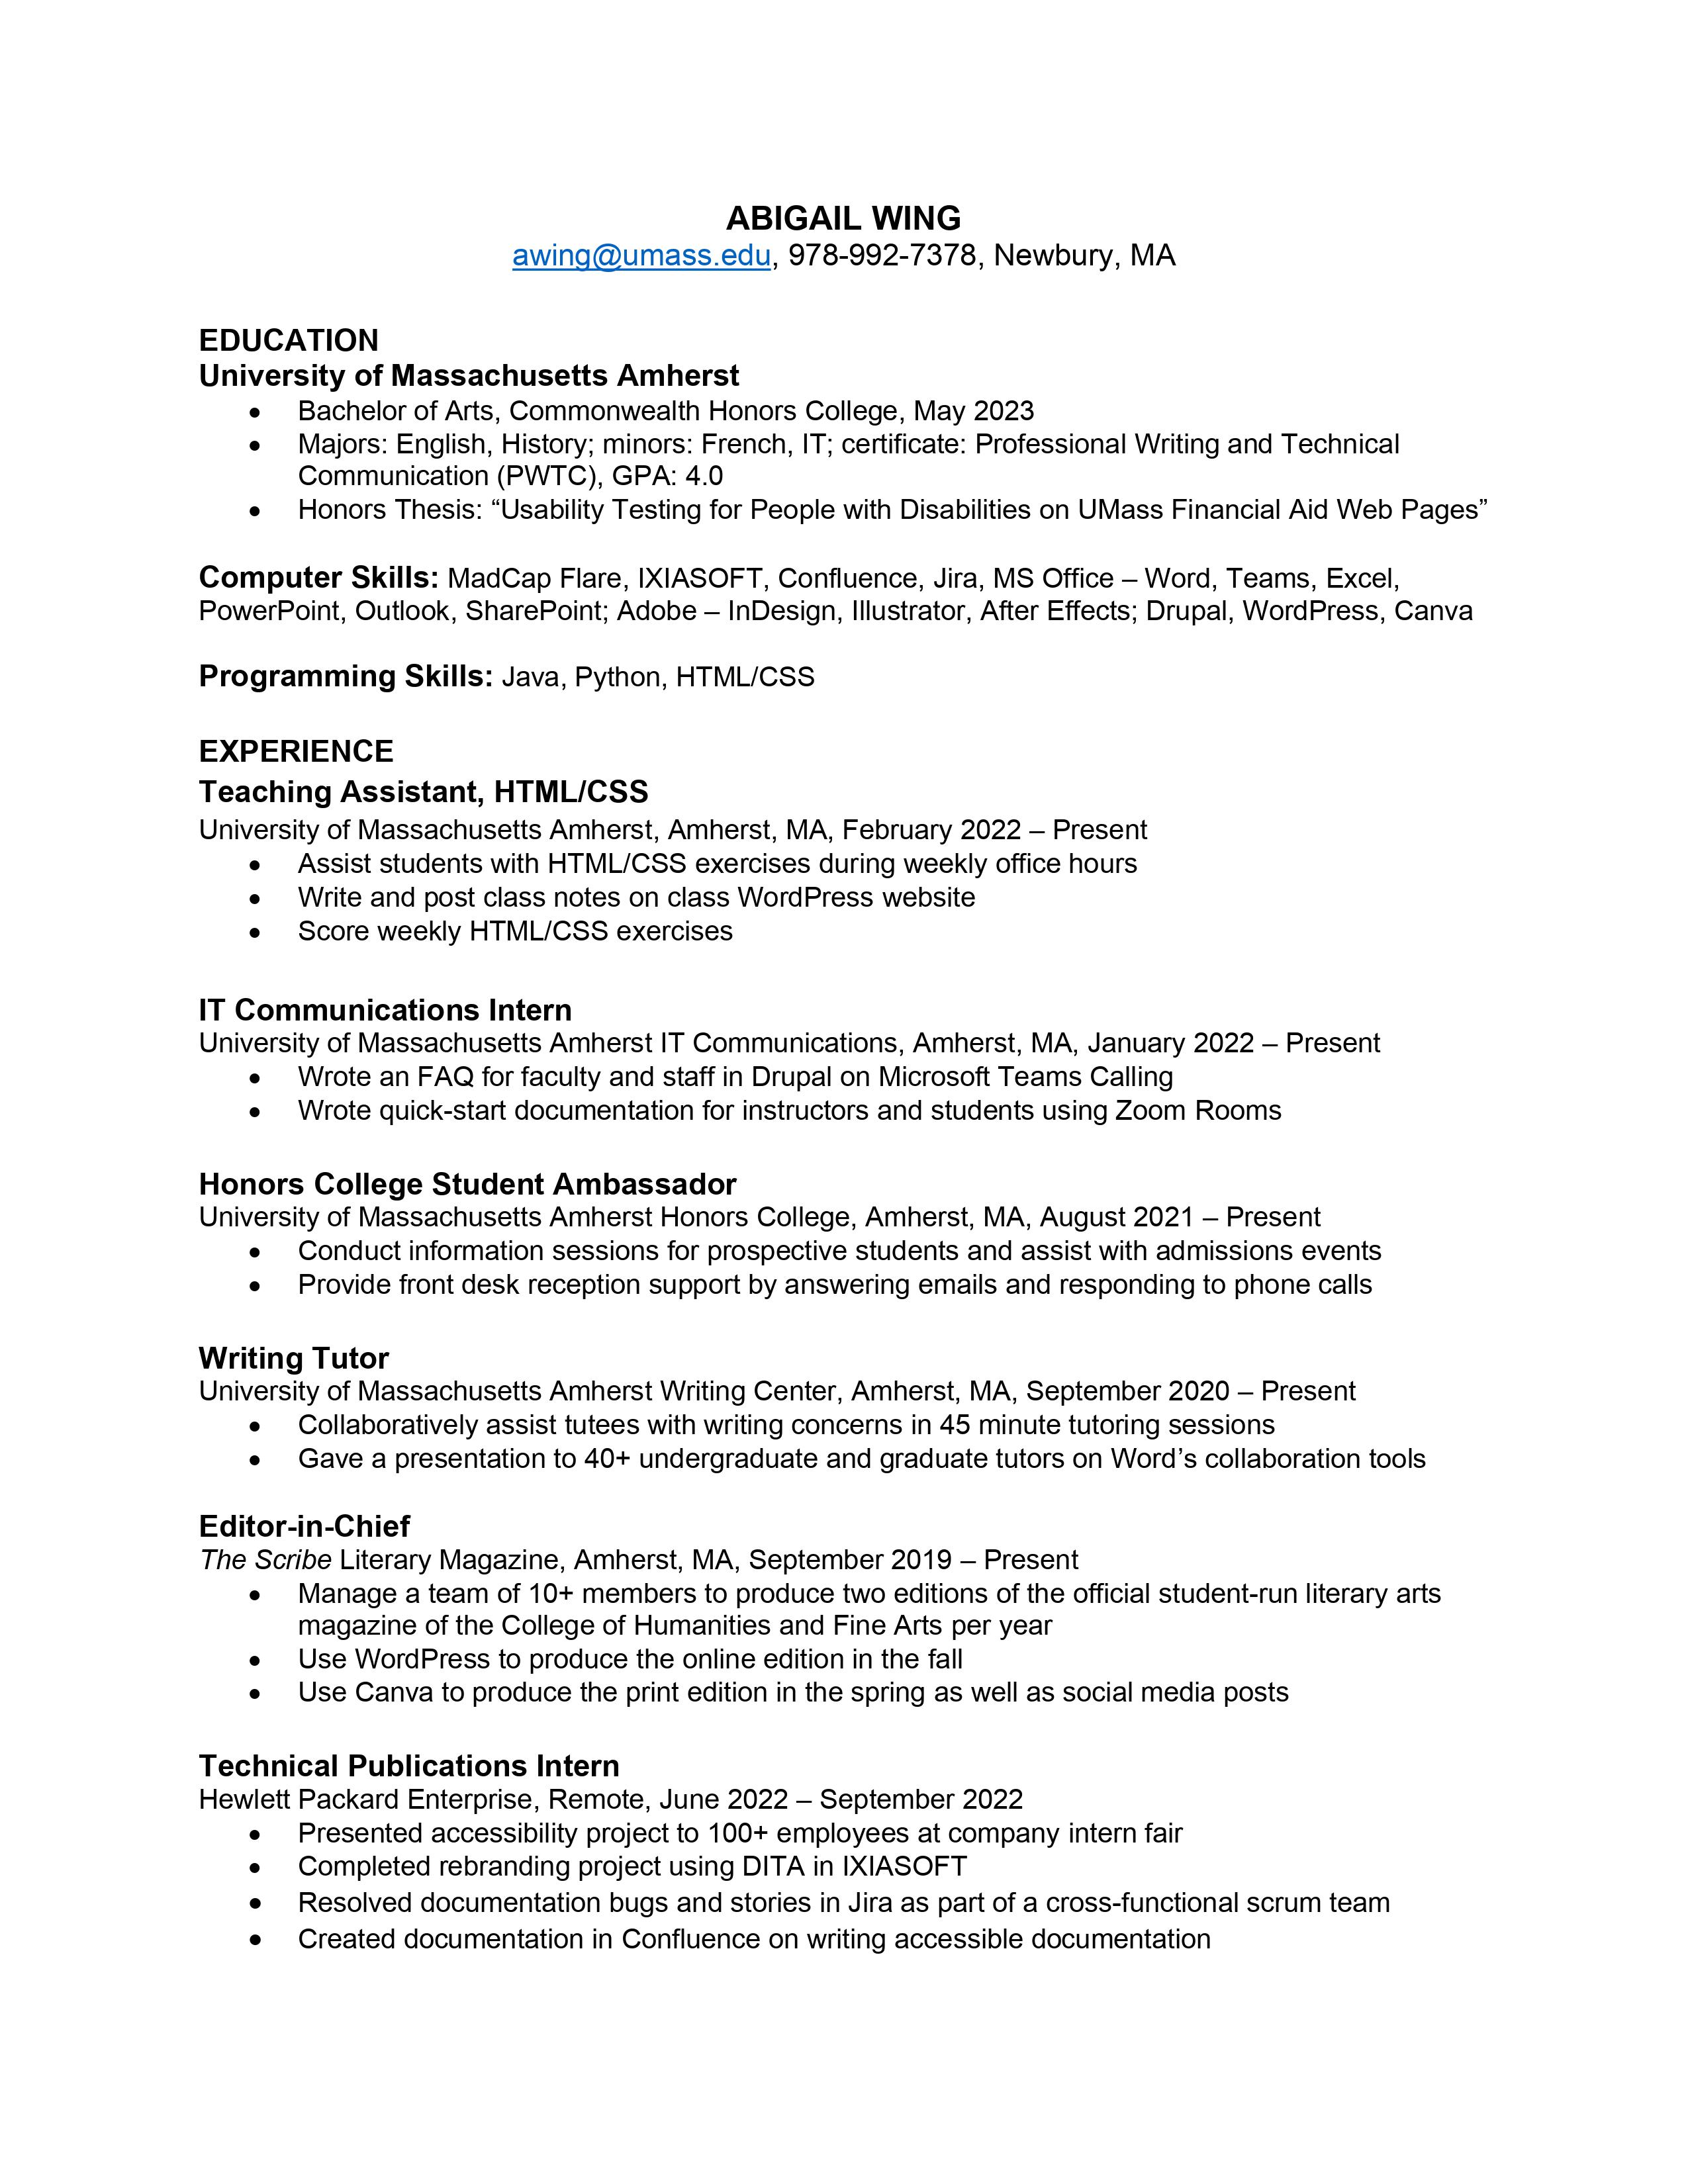 ABIGAIL WING
awing@umass.edu, 978-992-7378, Newbury, MA
EDUCATION
University of Massachusetts Amherst
• Bachelor of Arts, Commonwealth Honors College, May 2023
• Majors: English, History; minors: French, IT; certificate: Professional Writing and Technical
Communication (PWTC), GPA: 4.0
• Honors Thesis: “Usability Testing for People with Disabilities on UMass Financial Aid Web Pages”
Computer Skills: MadCap Flare, IXIASOFT, Confluence, Jira, MS Office – Word, Teams, Excel,
PowerPoint, Outlook, SharePoint; Adobe – InDesign, Illustrator, After Effects; Drupal, WordPress, Canva
Programming Skills: Java, Python, HTML/CSS
EXPERIENCE
Teaching Assistant, HTML/CSS
University of Massachusetts Amherst, Amherst, MA, February 2022 – Present
• Assist students with HTML/CSS exercises during weekly office hours
• Write and post class notes on class WordPress website
• Score weekly HTML/CSS exercises
IT Communications Intern
University of Massachusetts Amherst IT Communications, Amherst, MA, January 2022 – Present
• Wrote an FAQ for faculty and staff in Drupal on Microsoft Teams Calling
• Wrote quick-start documentation for instructors and students using Zoom Rooms
Honors College Student Ambassador
University of Massachusetts Amherst Honors College, Amherst, MA, August 2021 – Present
• Conduct information sessions for prospective students and assist with admissions events
• Provide front desk reception support by answering emails and responding to phone calls
Writing Tutor
University of Massachusetts Amherst Writing Center, Amherst, MA, September 2020 – Present
• Collaboratively assist tutees with writing concerns in 45 minute tutoring sessions
• Gave a presentation to 40+ undergraduate and graduate tutors on Word’s collaboration tools
Editor-in-Chief
The Scribe Literary Magazine, Amherst, MA, September 2019 – Present
• Manage a team of 10+ members to produce two editions of the official student-run literary arts
magazine of the College of Humanities and Fine Arts per year
• Use WordPress to produce the online edition in the fall
• Use Canva to produce the print edition in the spring as well as social media posts
Technical Publications Intern
Hewlett Packard Enterprise, Remote, June 2022 – September 2022
• Presented accessibility project to 100+ employees at company intern fair
• Completed rebranding project using DITA in IXIASOFT
• Resolved documentation bugs and stories in Jira as part of a cross-functional scrum team
• Created documentation in Confluence on writing accessible documentation